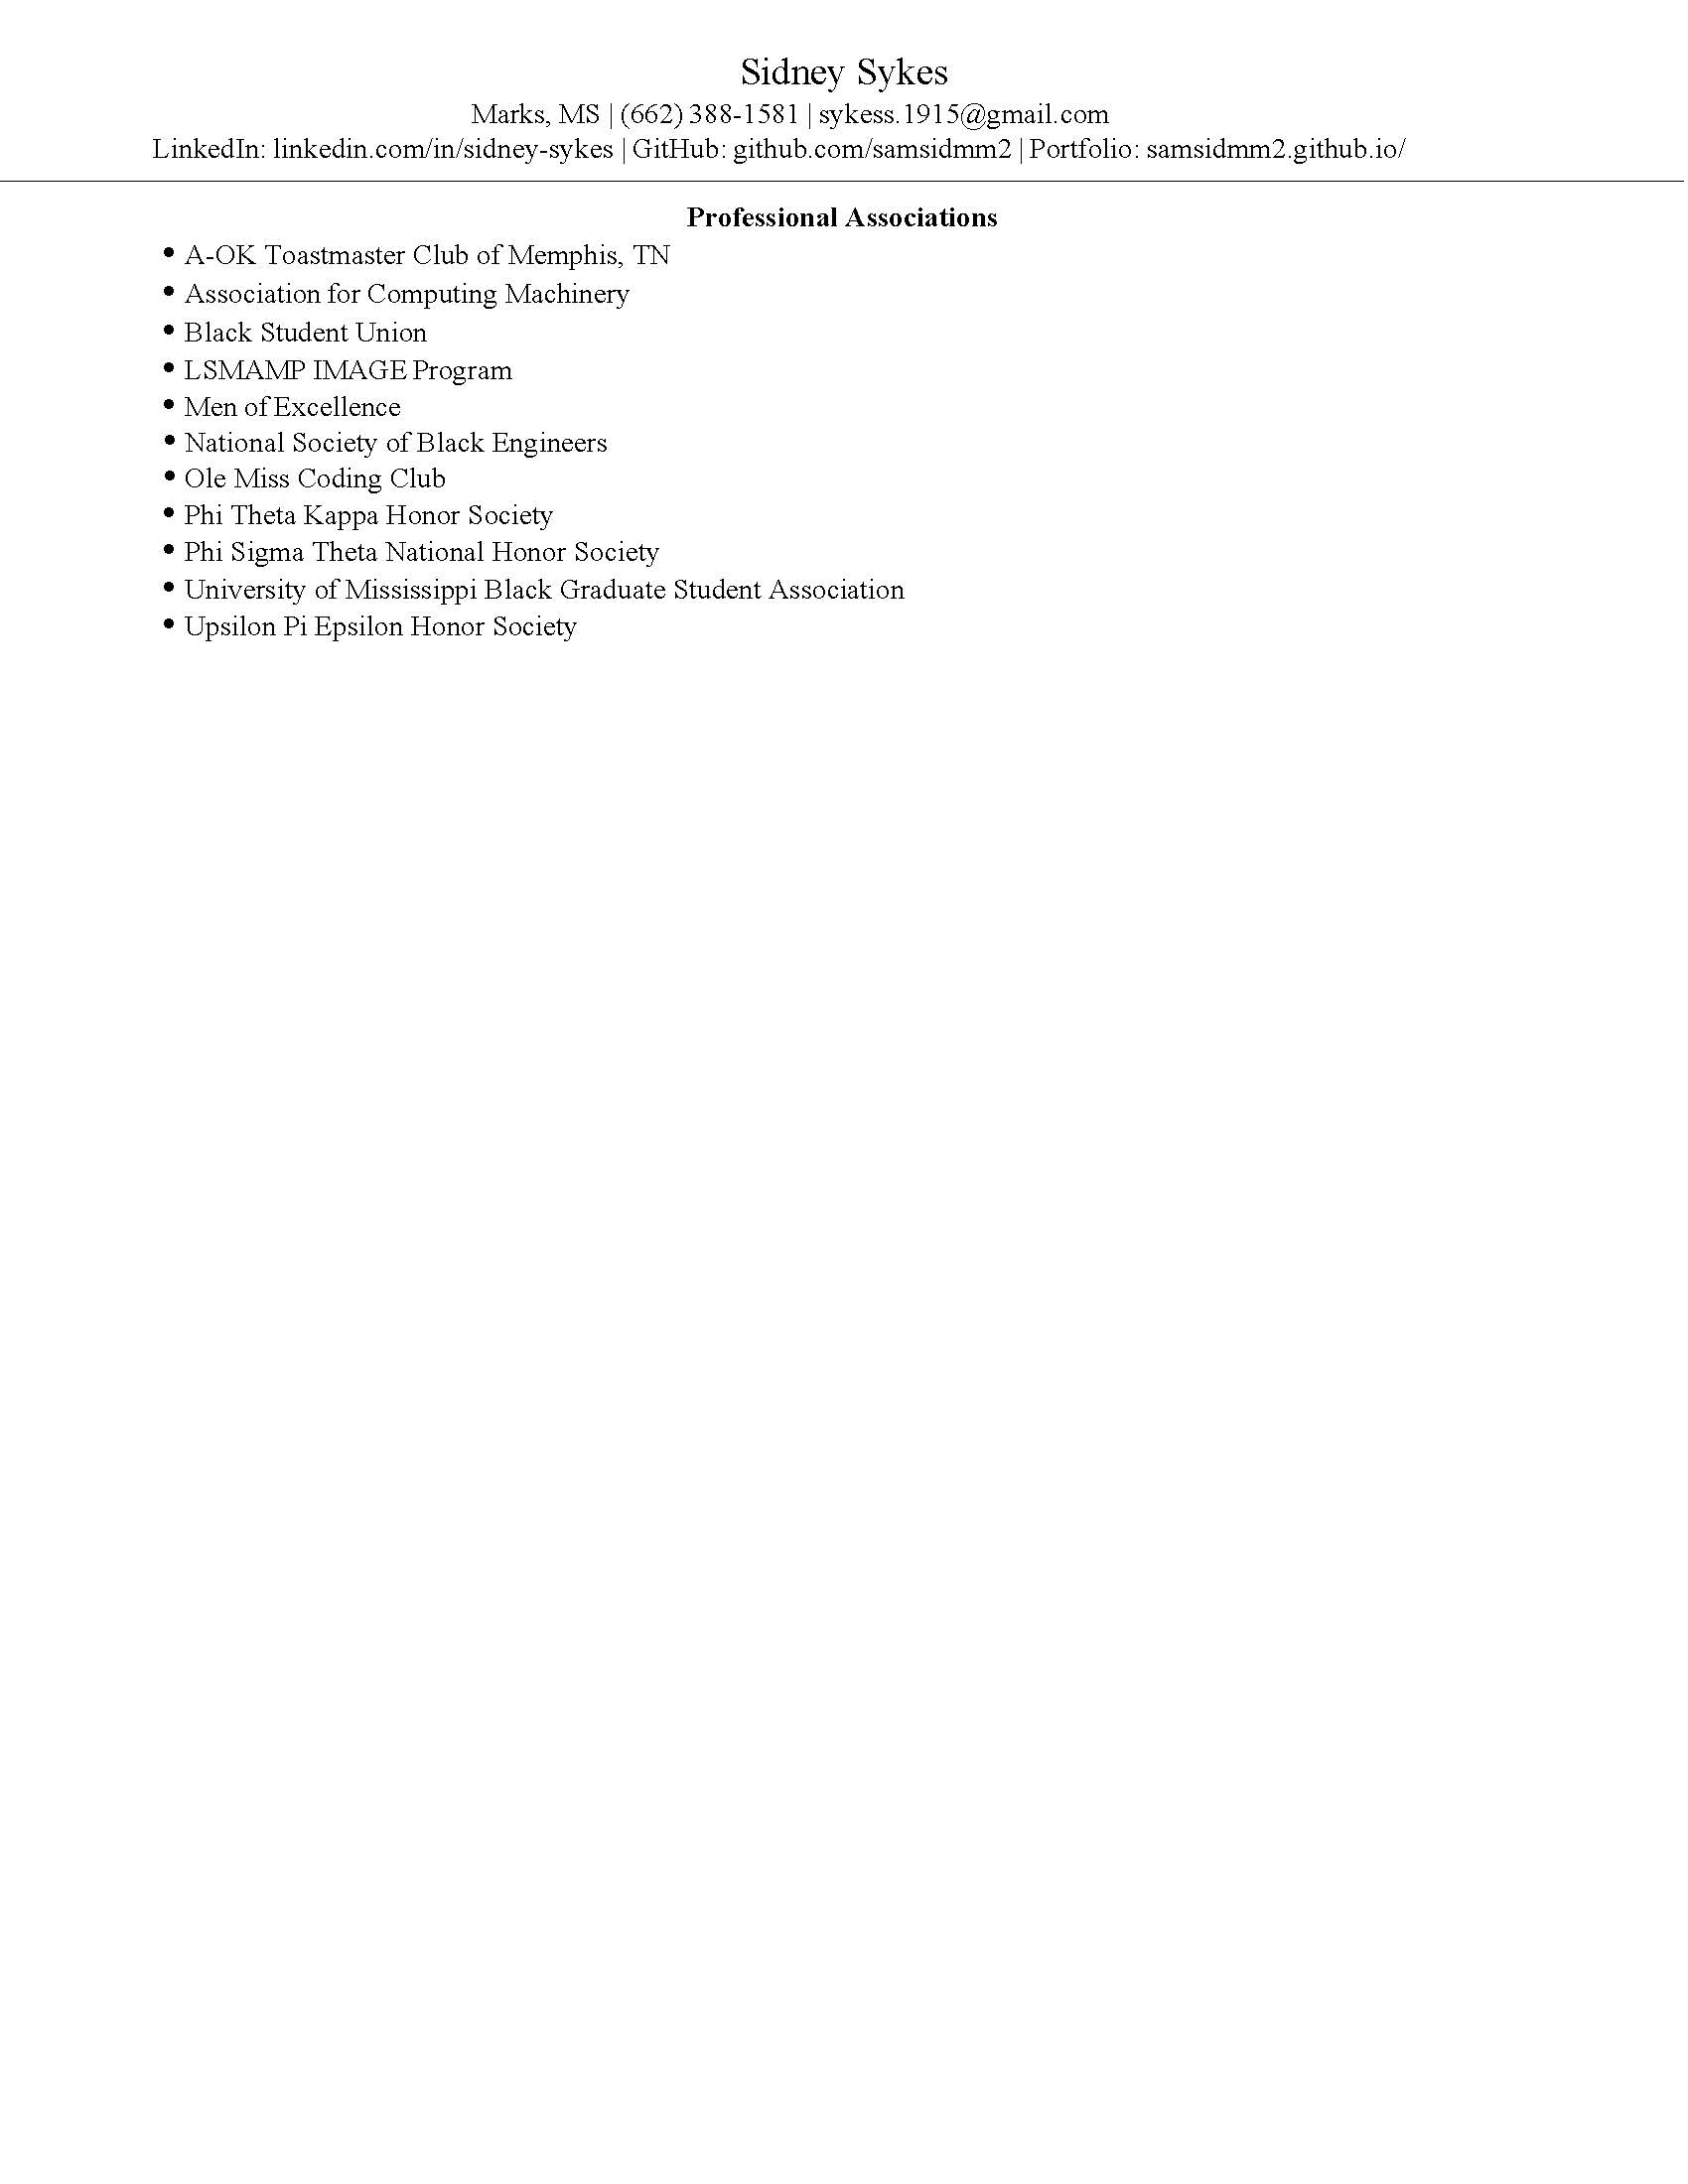 Sidney Sykes
Marks, MS | (662) 388-1581 | sykess.1915@gmail.com
LinkedIn: linkedin.com/in/sidney-sykes | GitHub: github.com/samsidmm2 | Portfolio: samsidmm2.github.io/
Professional Associations
• A-OK Toastmaster Club of Memphis, TN
• Association for Computing Machinery
• Black Student Union
• LSMAMP IMAGE Program
• Men of Excellence
• National Society of Black Engineers
• Ole Miss Coding Club
• Phi Theta Kappa Honor Society
• Phi Sigma Theta National Honor Society
• University of Mississippi Black Graduate Student Association
• Upsilon Pi Epsilon Honor Society